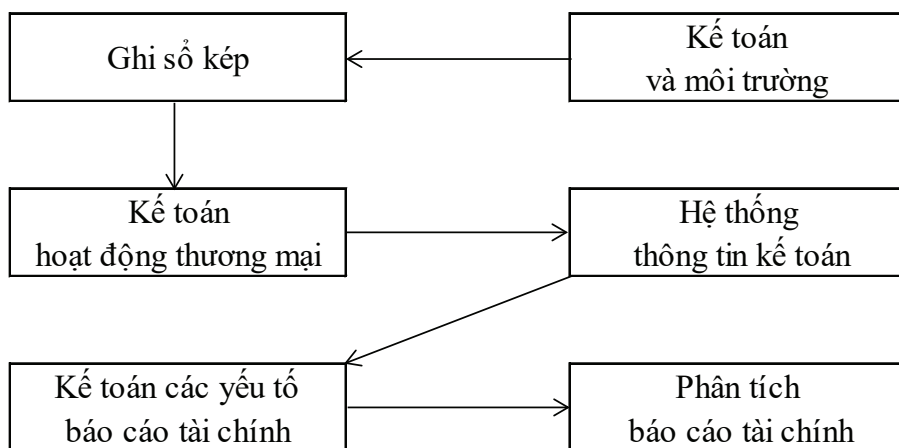 Ghi sổ kép
Kế toán
và môi trường
Kế toán
hoạt động thương mại
Hệ thống
thông tin kế toán
Kế toán các yếu tố
báo cáo tài chính
Phân tích
báo cáo tài chính